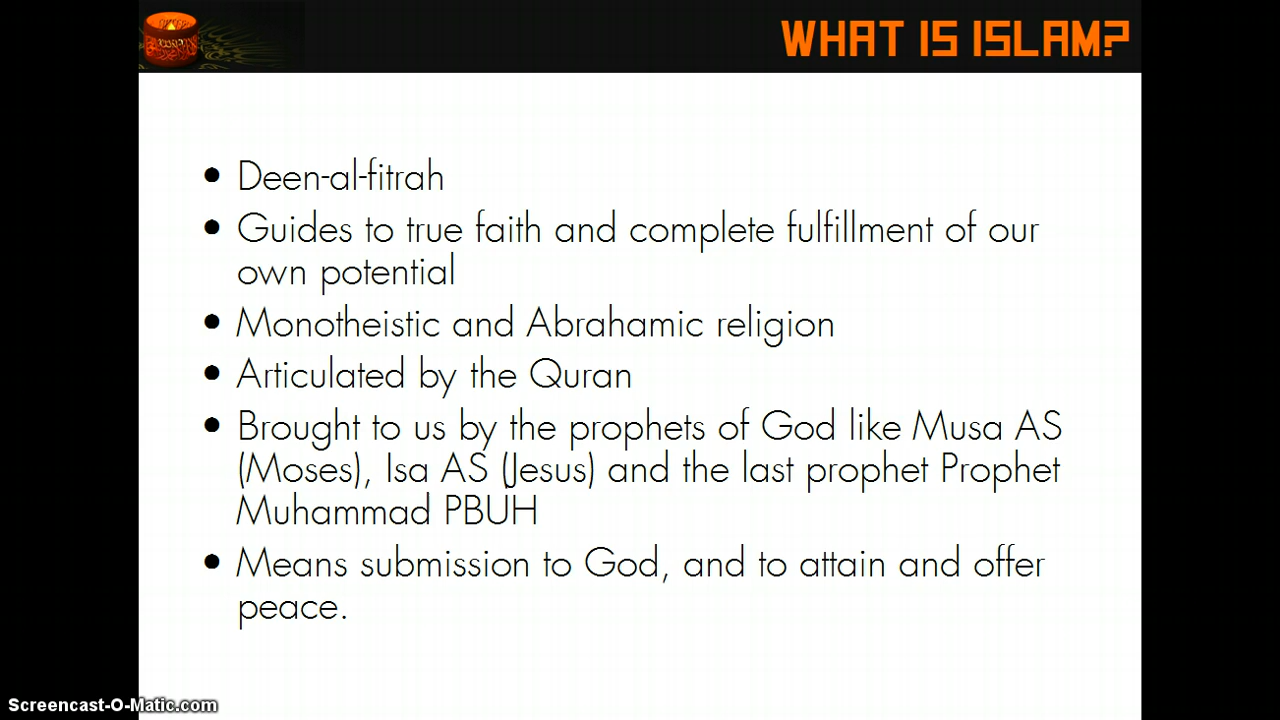 WHAT IS ISLAM?
• Deen-al-fitrah
• Guides to true faith and complete fulfillment of our
own potential
• Monotheistic and Abrahamic religion
• Articulated by the Quran
• Brought to us by the prophets of God like Musa AS
(Moses), Isa AS (Jesus) and the last prophet Prophet
Muhammad PBUH
• Means submission to God, and to attain and offer
peace.
Screencast-O-Matic.com